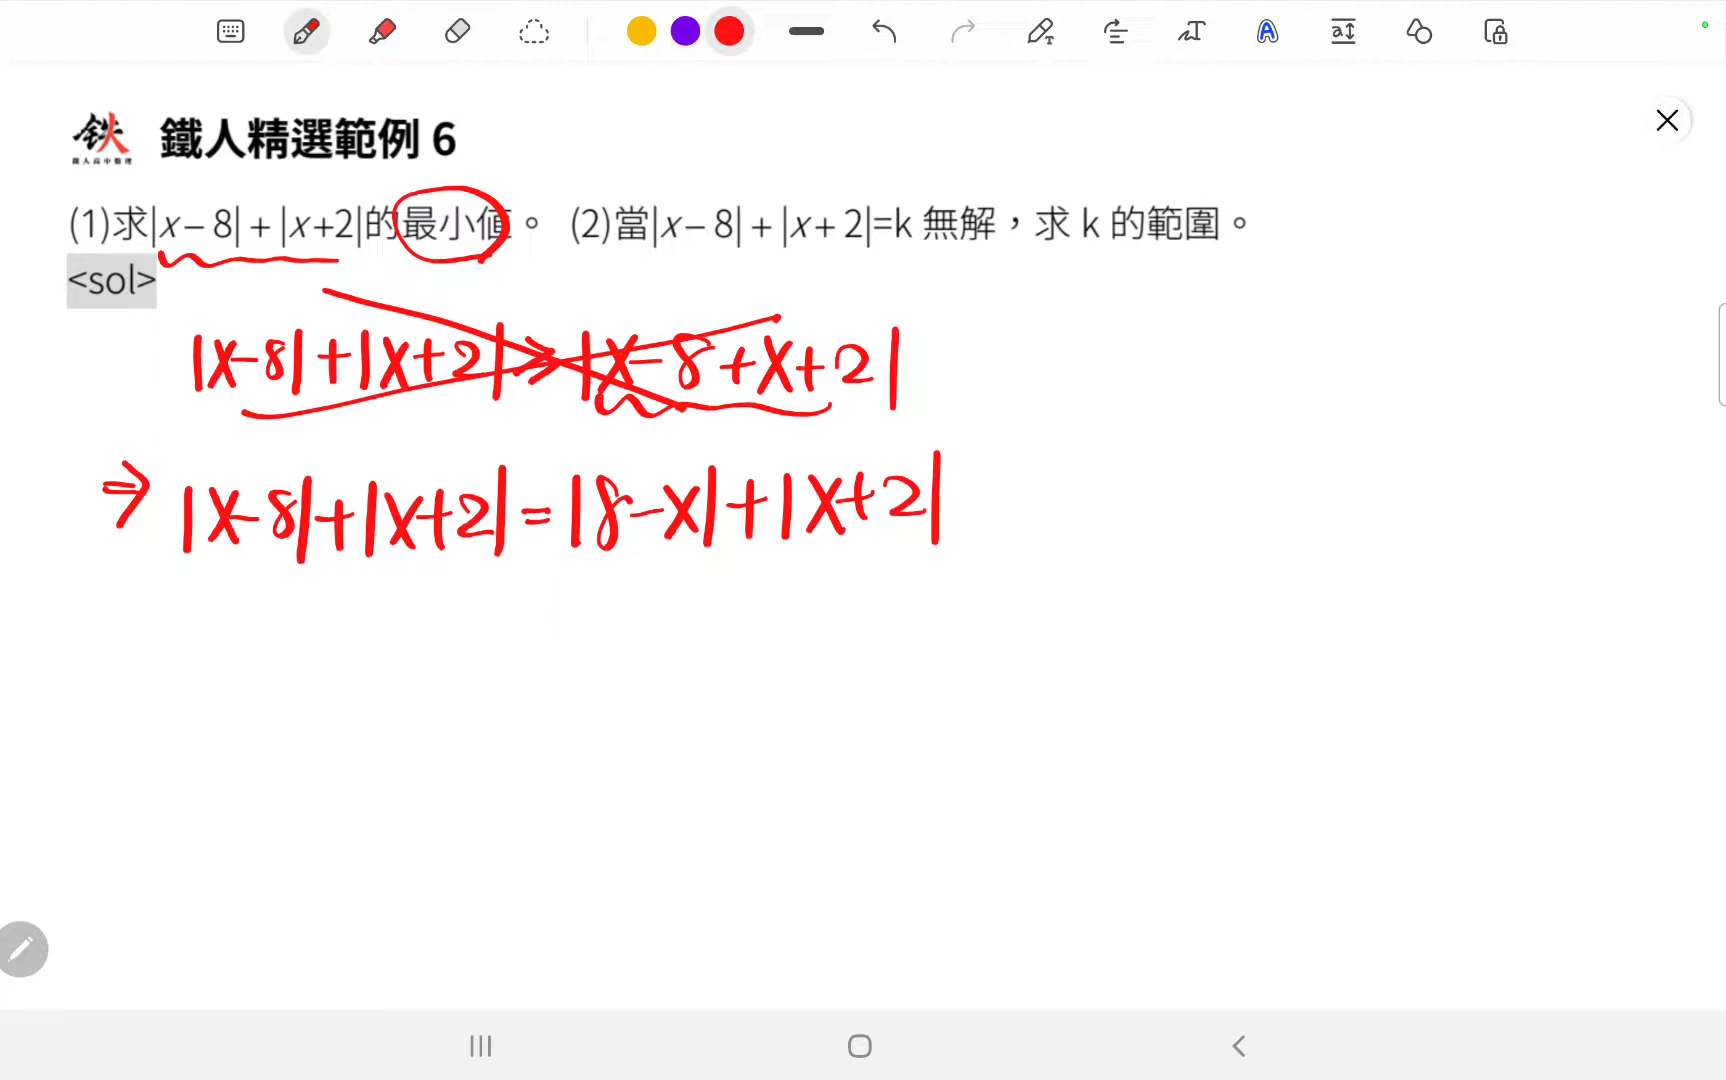 鐵人精選範例 6
(1)求|x－8|＋|x+2|的最小值。 (2)當|x－8|＋|x＋2|=k 無解，求 k 的範圍。
<sol>
|x-8|+|x+2|≥|x-8+x+2|
⇒ |x-8|+|x+2|=|8-x|+|x+2|